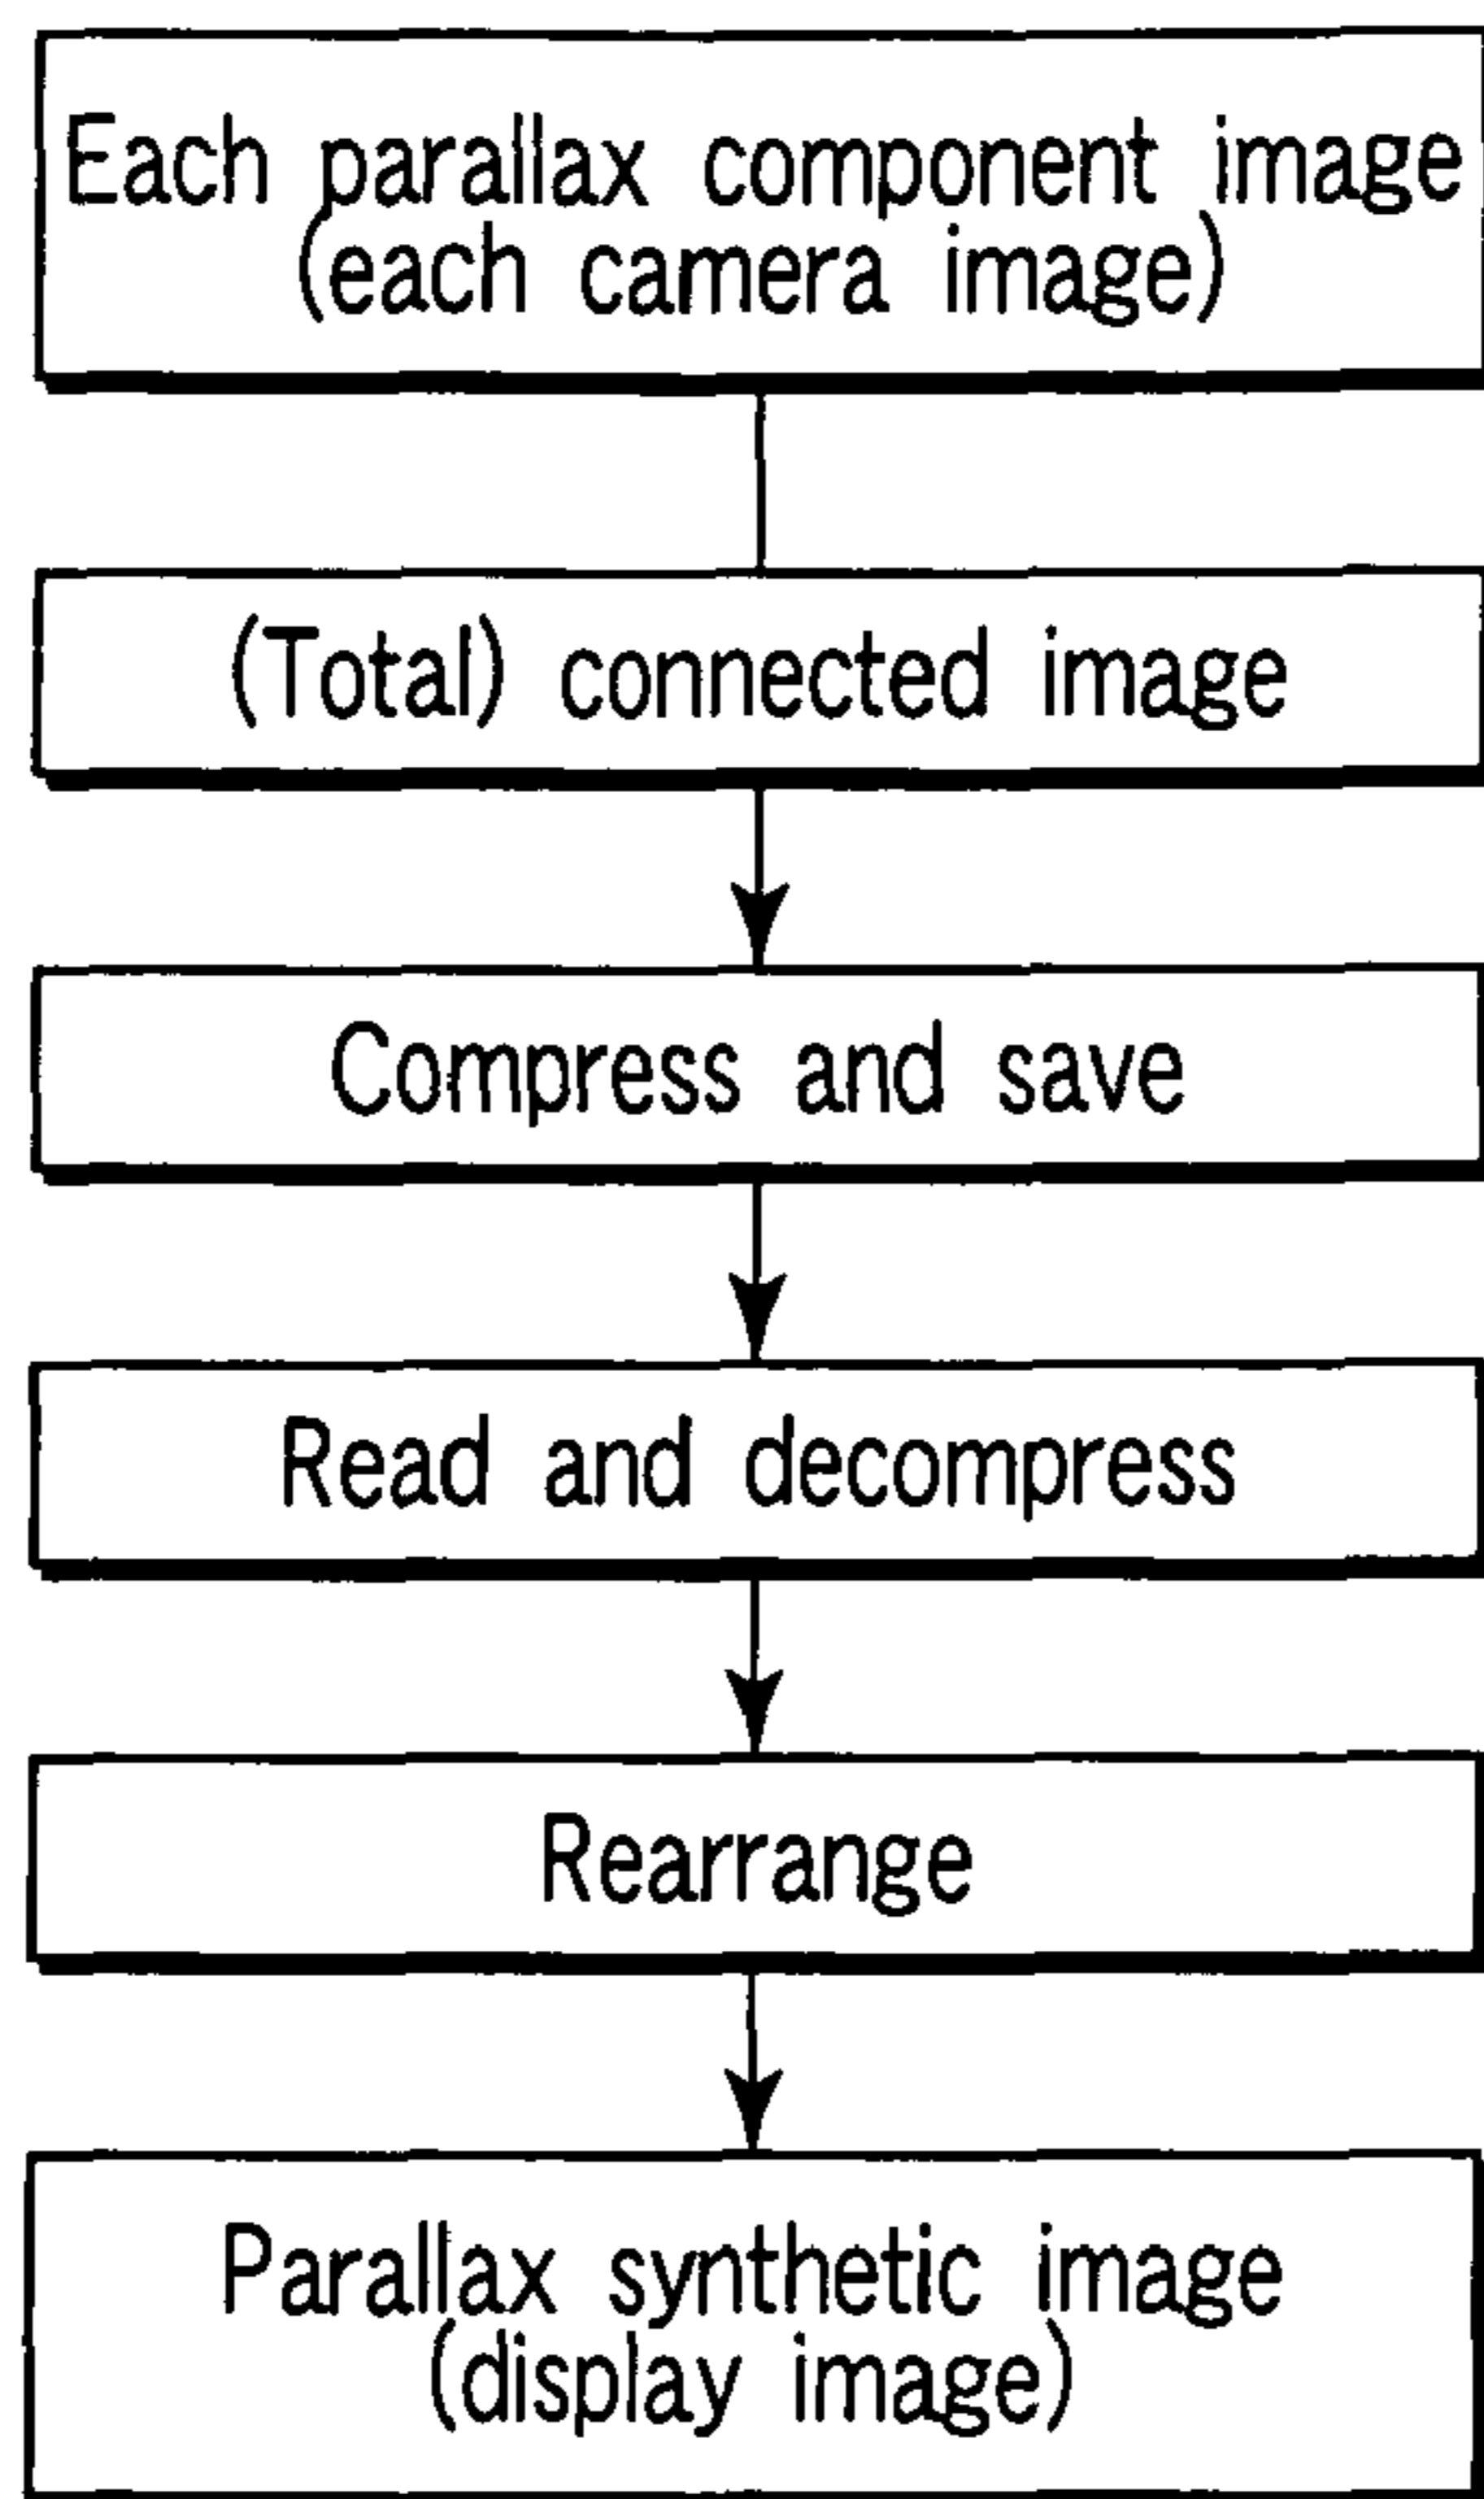 Each parallax component image
(each camera image)
(Total) connected image
Compress and save
Read and decompress
Rearrange
Parallax synthetic image
(display image)